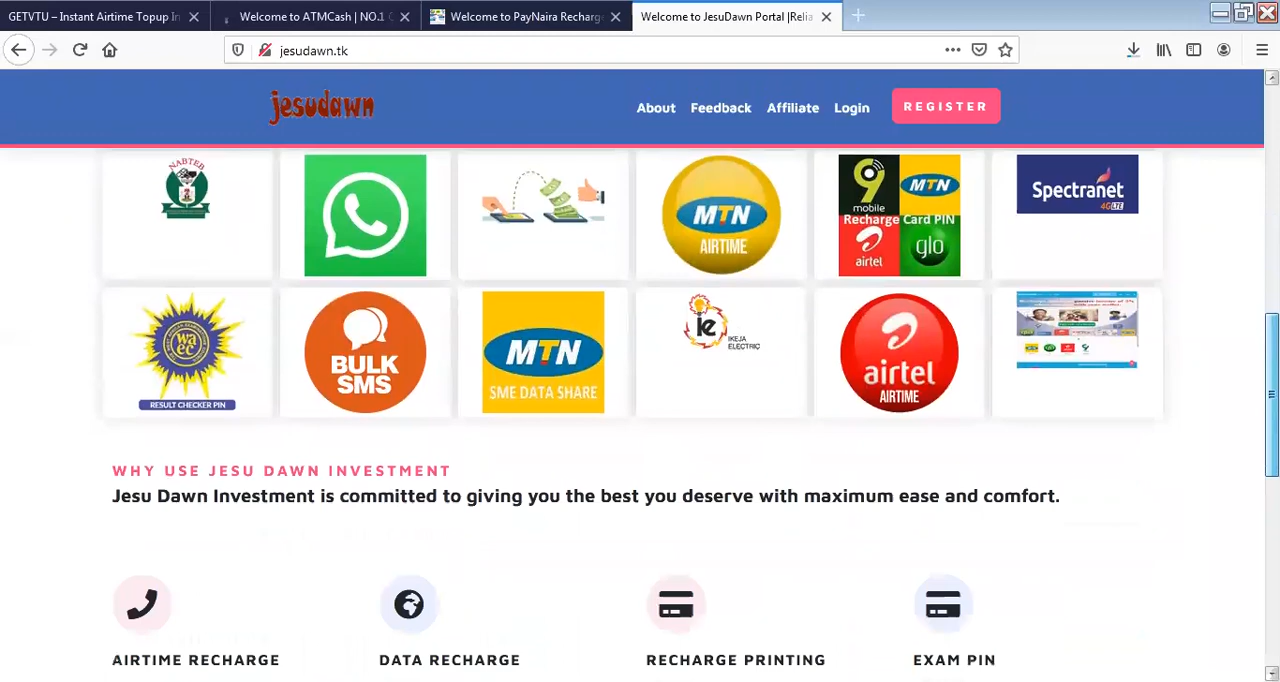 GETVTU – Instant Airtime Topup In
Welcome to ATMCash | NO.1
Welcome to PayNaira Recharg
Welcome to JesuDawn Portal |Relia
jesudawn.tk
jesudawn
About
Feedback
Affiliate
Login
REGISTER
NABTEB
MTN
AIRTIME
9
mobile
MTN
Recharge Card PIN
airtel
glo
Spectranet
4G LTE
waec
RESULT CHECKER PIN
BULK
SMS
MTN
SME DATA SHARE
ie
IKEJA
ELECTRIC
airtel
AIRTIME
WHY USE JESU DAWN INVESTMENT
Jesu Dawn Investment is committed to giving you the best you deserve with maximum ease and comfort.
AIRTIME RECHARGE
DATA RECHARGE
RECHARGE PRINTING
EXAM PIN